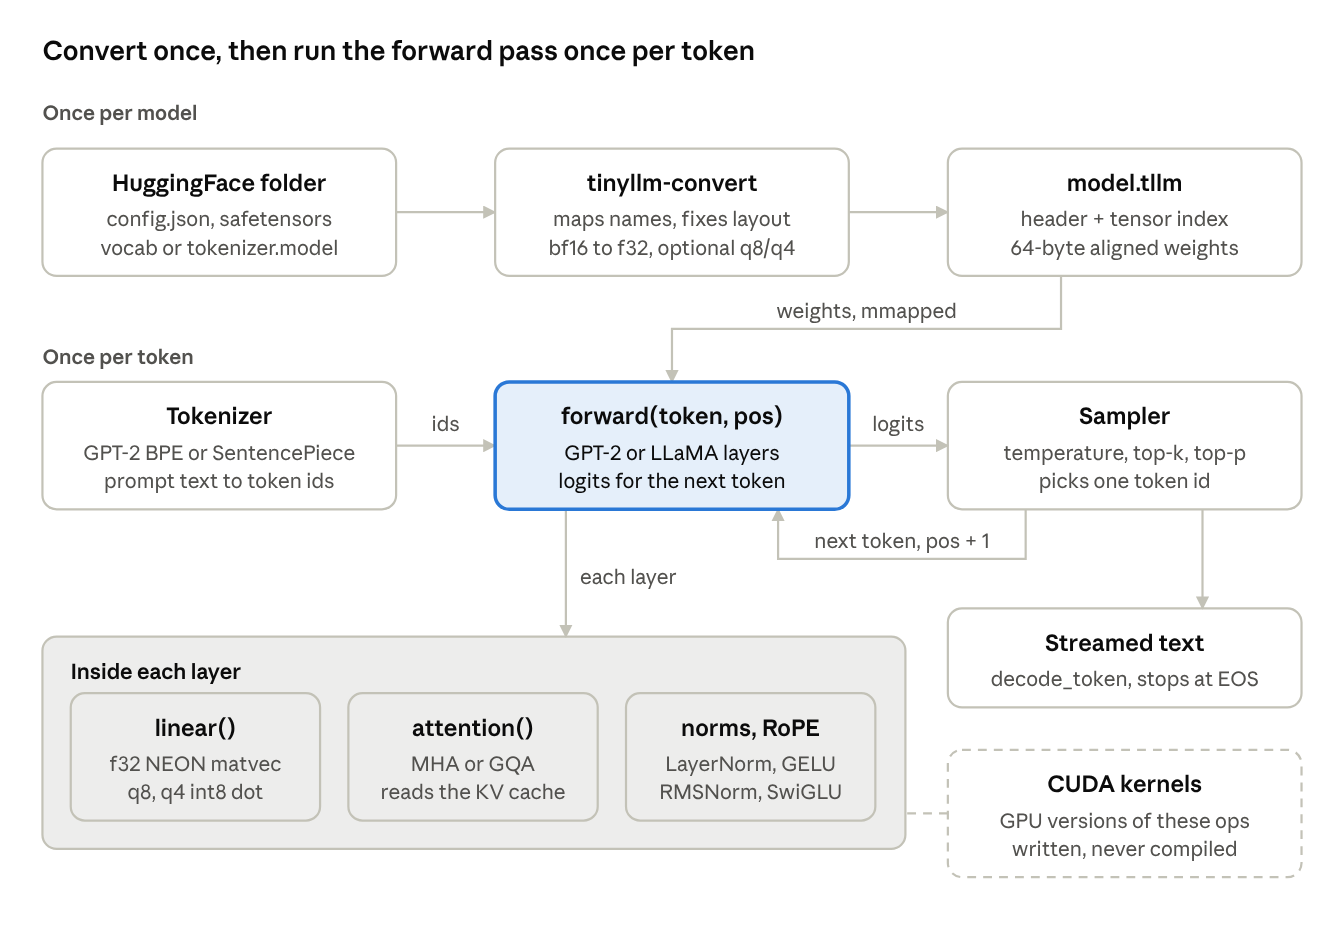 Convert once, then run the forward pass once per token
Once per model
HuggingFace folder
config.json, safetensors
vocab or tokenizer.model
tinyllm-convert
maps names, fixes layout
bf16 to f32, optional q8/q4
model.tllm
header + tensor index
64-byte aligned weights
weights, mmapped
Once per token
Tokenizer
GPT-2 BPE or SentencePiece
prompt text to token ids
ids
forward(token, pos)
GPT-2 or LLaMA layers
logits for the next token
logits
Sampler
temperature, top-k, top-p
picks one token id
next token, pos + 1
each layer
Streamed text
decode_token, stops at EOS
Inside each layer
linear()
f32 NEON matvec
q8, q4 int8 dot
attention()
MHA or GQA
reads the KV cache
norms, RoPE
LayerNorm, GELU
RMSNorm, SwiGLU
CUDA kernels
GPU versions of these ops
written, never compiled